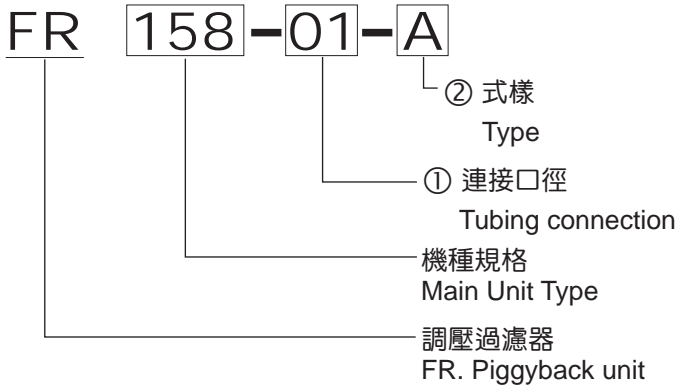 FR 158-01-A
② 式樣
Type
① 連接口徑
Tubing connection
機種規格
Main Unit Type
調壓過濾器
FR. Piggyback unit